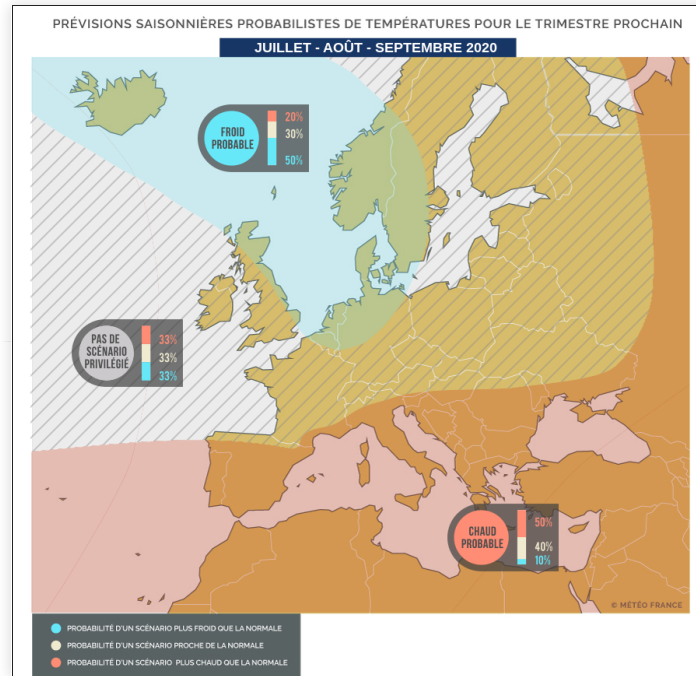 PRÉVISIONS SAISONNIÈRES PROBABILISTES DE TEMPÉRATURES POUR LE TRIMESTRE PROCHAIN
JUILLET - AOÛT - SEPTEMBRE 2020
FROID
PROBABLE
20%
30%
50%
PAS DE
SCÉNARIO
PRIVILÉGIÉ
33%
33%
33%
CHAUD
PROBABLE
50%
40%
10%
© MÉTÉO FRANCE
PROBABILITÉ D'UN SCÉNARIO PLUS FROID QUE LA NORMALE
PROBABILITÉ D'UN SCÉNARIO PROCHE DE LA NORMALE
PROBABILITÉ D'UN SCÉNARIO PLUS CHAUD QUE LA NORMALE